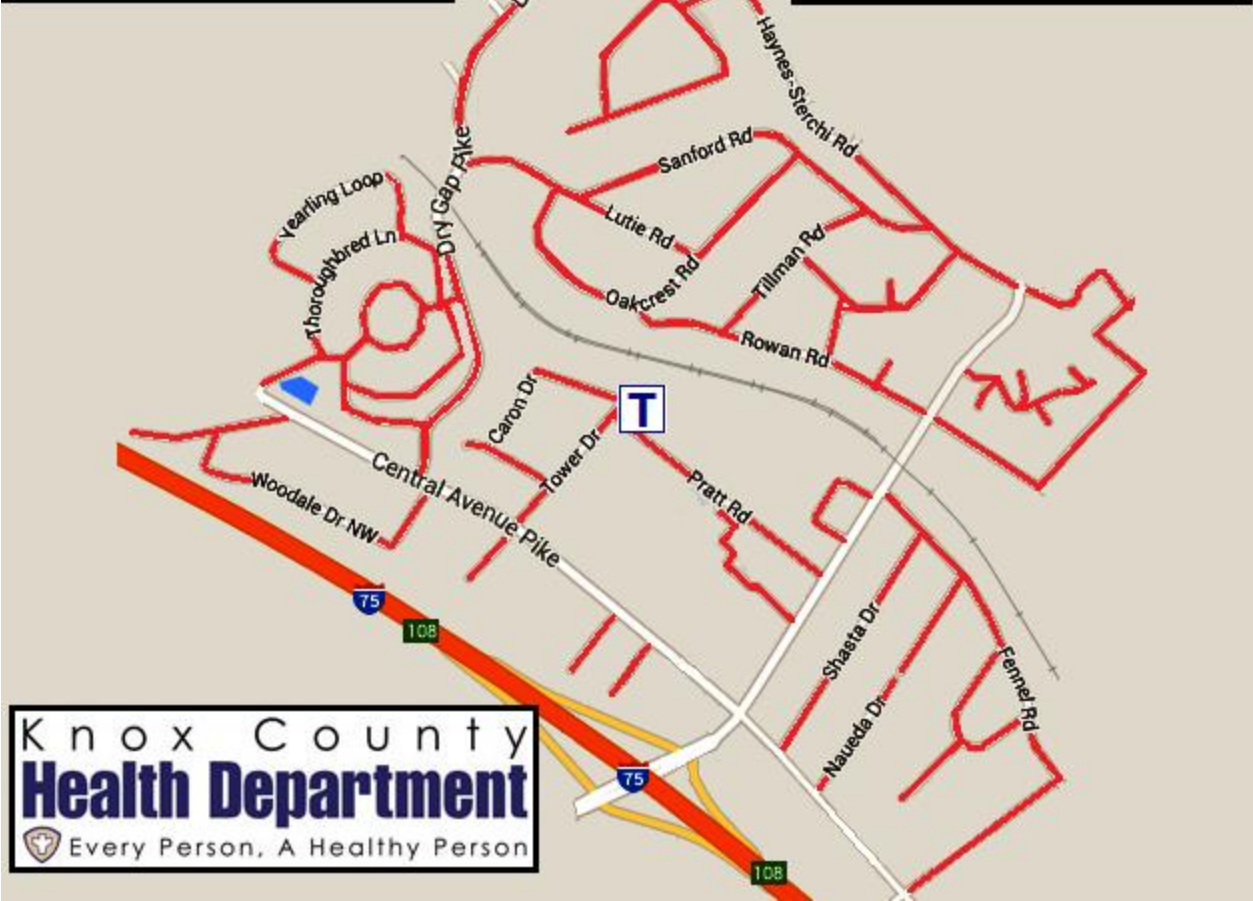 Haynes-Sterchi Rd
Dry Gap Pike
Sanford Rd
Yearling Loop
Lutie Rd
Thoroughbred Ln
Tillman Rd
Oakcrest Rd
Rowan Rd
Caron Dr
T
Tower Dr
Central Avenue Pike
Pratt Rd
Woodale Dr NW
75
108
Shasta Dr
Fennel Rd
Naueda Dr
75
108
Knox County
Health Department
Every Person, A Healthy Person